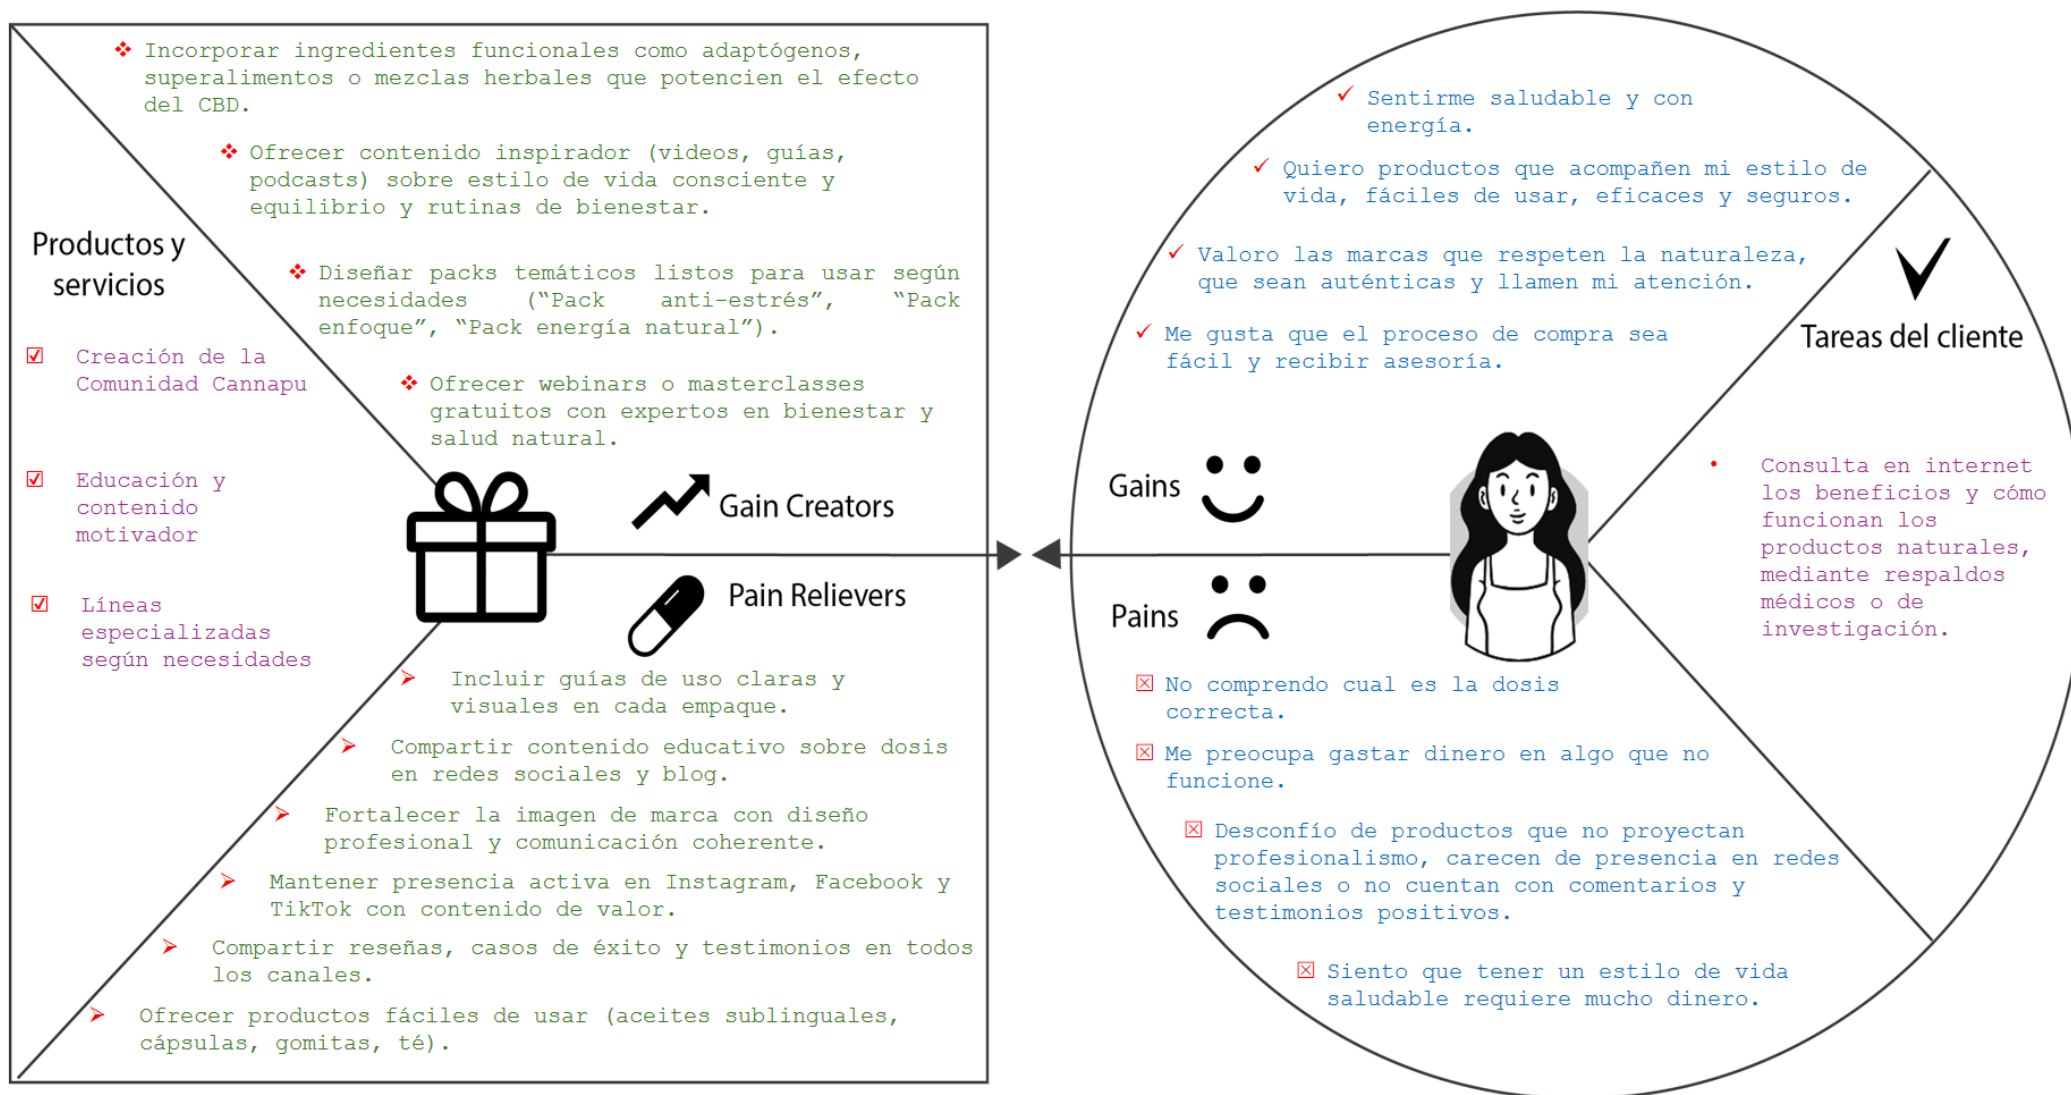 Incorporar ingredientes funcionales como adaptógenos,
superalimentos o mezclas herbales que potencien el efecto
del CBD.
Ofrecer contenido inspirador (videos, guías,
podcasts) sobre estilo de vida consciente y
equilibrio y rutinas de bienestar.
Diseñar packs temáticos listos para usar según
necesidades (“Pack anti-estrés”, “Pack
enfoque”, “Pack energía natural”).
Ofrecer webinars o masterclasses
gratuitos con expertos en bienestar y
salud natural.
Gain Creators
Productos y
servicios
Creación de la
Comunidad Cannapu
Educación y
contenido
motivador
Líneas
especializadas
según necesidades
Pain Relievers
Incluir guías de uso claras y
visuales en cada empaque.
Compartir contenido educativo sobre dosis
en redes sociales y blog.
Fortalecer la imagen de marca con diseño
profesional y comunicación coherente.
Mantener presencia activa en Instagram, Facebook y
TikTok con contenido de valor.
Compartir reseñas, casos de éxito y testimonios en todos
los canales.
Ofrecer productos fáciles de usar (aceites sublinguales,
cápsulas, gomitas, té).
Sentirme saludable y con
energía.
Quiero productos que acompañen mi estilo de
vida, fáciles de usar, eficaces y seguros.
Valoro las marcas que respeten la naturaleza,
que sean auténticas y llamen mi atención.
Me gusta que el proceso de compra sea
fácil y recibir asesoría.
Gains
Pains
No comprendo cual es la dosis
correcta.
Me preocupa gastar dinero en algo que no
funcione.
Desconfío de productos que no proyectan
profesionalismo, carecen de presencia en redes
sociales o no cuentan con comentarios y
testimonios positivos.
Siento que tener un estilo de vida
saludable requiere mucho dinero.
Tareas del cliente
Consulta en internet
los beneficios y cómo
funcionan los
productos naturales,
mediante respaldos
médicos o de
investigación.